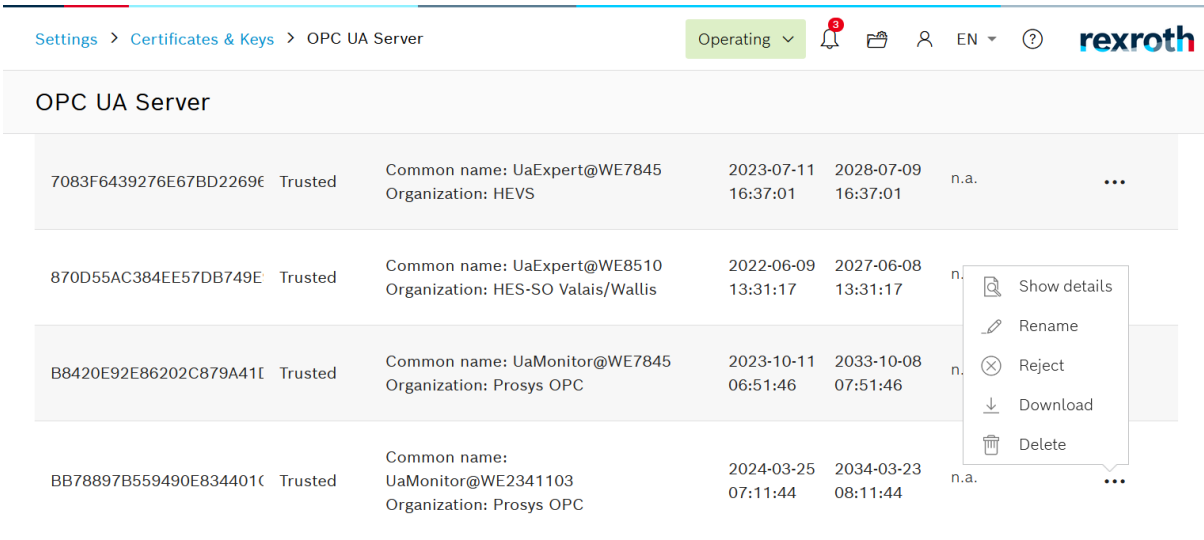 Settings > Certificates & Keys > OPC UA Server
Operating
3
EN
?
rexroth
OPC UA Server
7083F6439276E67BD22696 Trusted Common name: UaExpert@WE7845 2023-07-11 2028-07-09 n.a. •••
Organization: HEVS 16:37:01 16:37:01
870D55AC384EE57DB749E Trusted Common name: UaExpert@WE8510 2022-06-09 2027-06-08 n.
Organization: HES-SO Valais/Wallis 13:31:17 13:31:17
Show details
Rename
B8420E92E86202C879A41 Trusted Common name: UaMonitor@WE7845 2023-10-11 2033-10-08 n.
Organization: Prosys OPC 06:51:46 07:51:46
Reject
Download
Delete
BB78897B559490E834401 Trusted Common name: 2024-03-25 2034-03-23 n.a. •••
UaMonitor@WE2341103 07:11:44 08:11:44
Organization: Prosys OPC